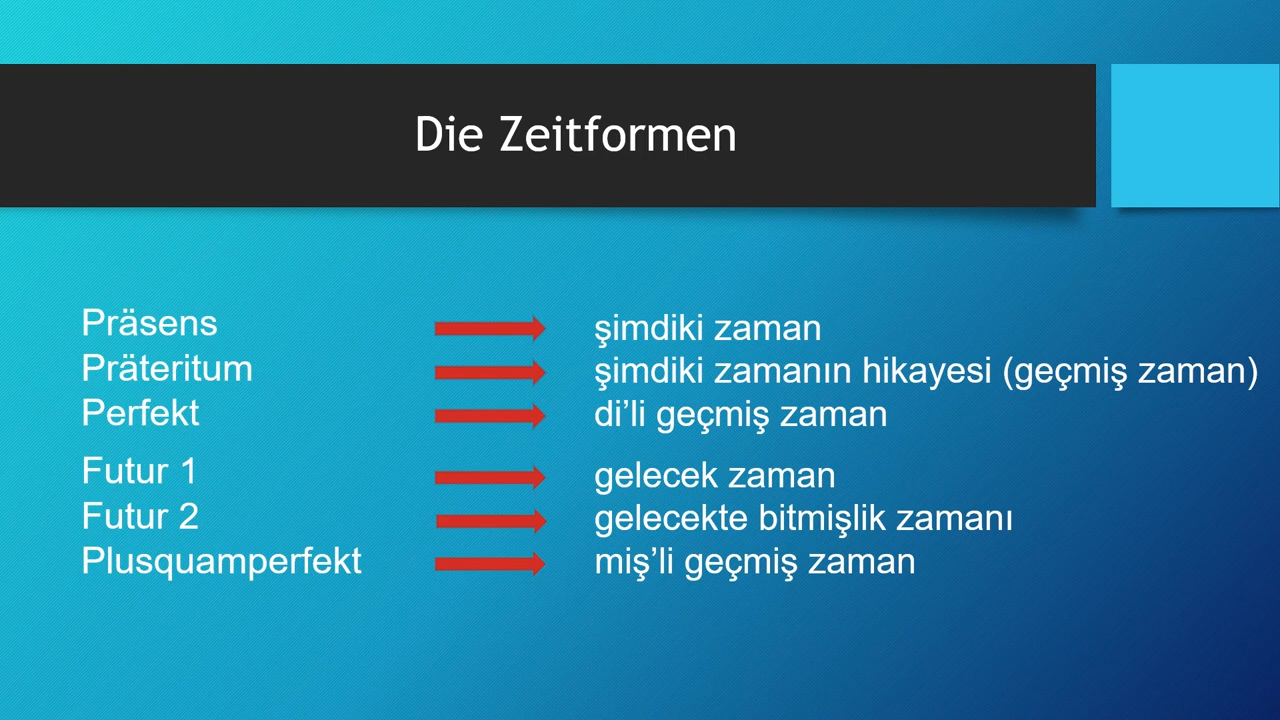 Die Zeitformen
Präsens şimdiki zaman
Präteritum şimdiki zamanın hikayesi (geçmiş zaman)
Perfekt di’li geçmiş zaman
Futur 1 gelecek zaman
Futur 2 gelecekte bitmişlik zamanı
Plusquamperfekt miş’li geçmiş zaman